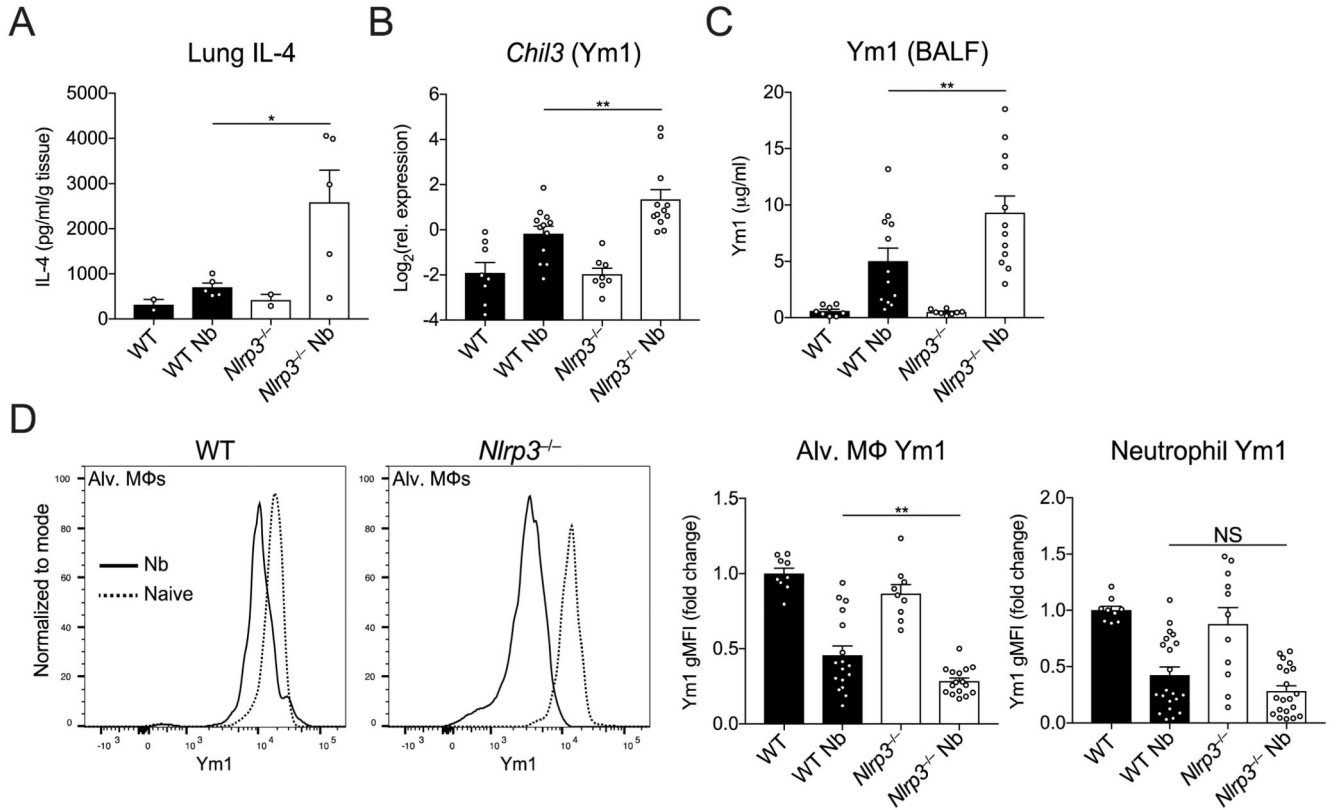 A
Lung IL-4
IL-4 (pg/ml/g tissue)
5000
4000
3000
2000
1000
0
*
WT
WT Nb
Nlrp3–/–
Nlrp3–/– Nb
B
Chil3 (Ym1)
Log2(rel. expression)
6
4
2
0
-2
-4
**
WT
WT Nb
Nlrp3–/–
Nlrp3–/– Nb
C
Ym1 (BALF)
Ym1 (µg/ml)
20
15
10
5
0
**
WT
WT Nb
Nlrp3–/–
Nlrp3–/– Nb
D
WT
Alv. MΦs
Normalized to mode
100
80
60
40
20
0
Nb
Naive
-10 3
0
10 3
10 4
10 5
Ym1
Nlrp3–/–
Alv. MΦs
100
80
60
40
20
0
-10 3
0
10 3
10 4
10 5
Ym1
Alv. MΦ Ym1
Ym1 gMFI (fold change)
1.5
1.0
0.5
0.0
**
WT
WT Nb
Nlrp3–/–
Nlrp3–/– Nb
Neutrophil Ym1
Ym1 gMFI (fold change)
2.0
1.5
1.0
0.5
0.0
NS
WT
WT Nb
Nlrp3–/–
Nlrp3–/– Nb